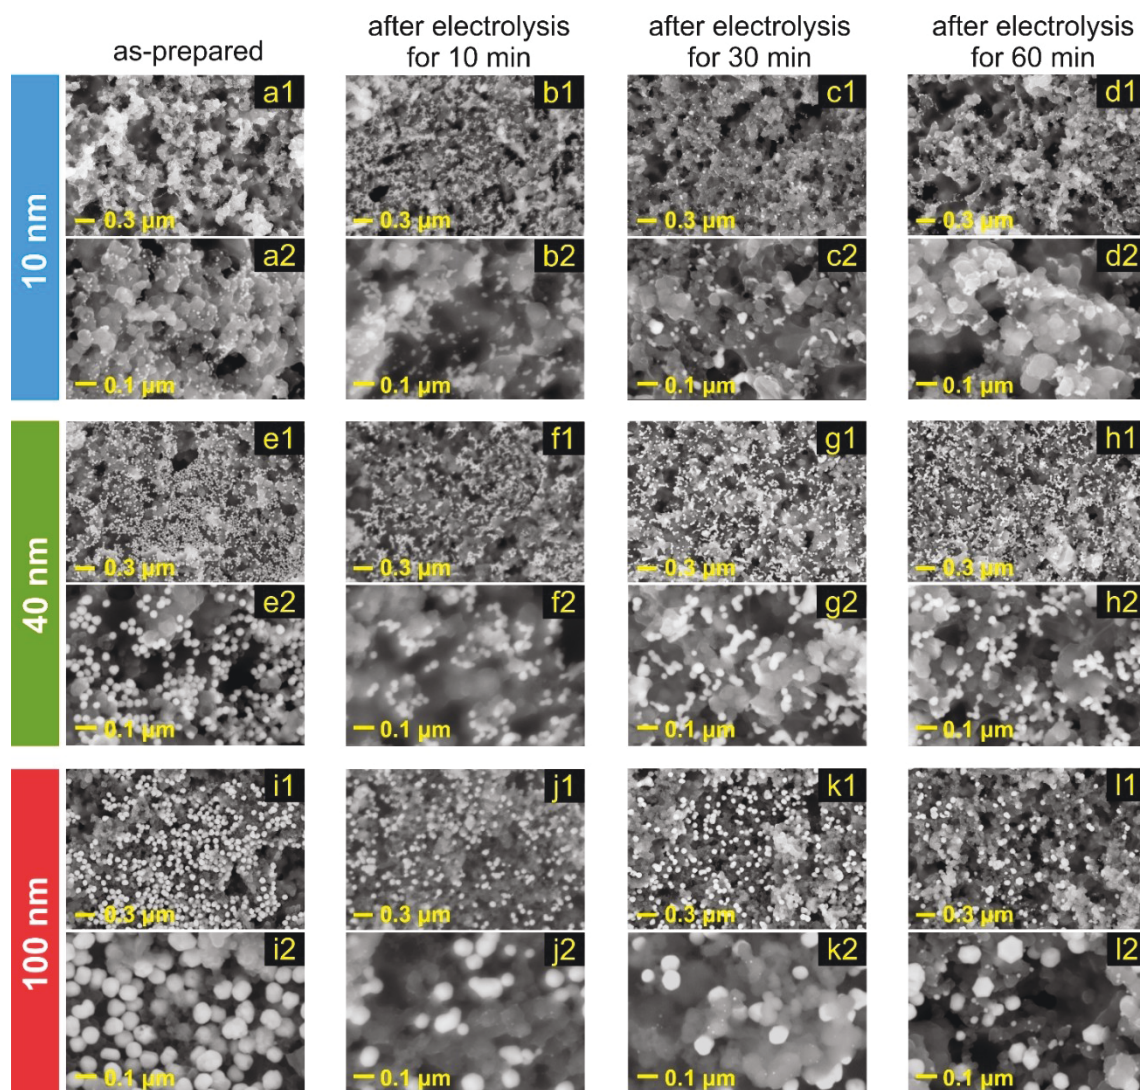 as-prepared
after electrolysis
for 10 min
after electrolysis
for 30 min
after electrolysis
for 60 min
10 nm
a1
0.3 µm
b1
0.3 µm
c1
0.3 µm
d1
0.3 µm
a2
0.1 µm
b2
0.1 µm
c2
0.1 µm
d2
0.1 µm
40 nm
e1
0.3 µm
f1
0.3 µm
g1
0.3 µm
h1
0.3 µm
e2
0.1 µm
f2
0.1 µm
g2
0.1 µm
h2
0.1 µm
100 nm
i1
0.3 µm
j1
0.3 µm
k1
0.3 µm
l1
0.3 µm
i2
0.1 µm
j2
0.1 µm
k2
0.1 µm
l2
0.1 µm